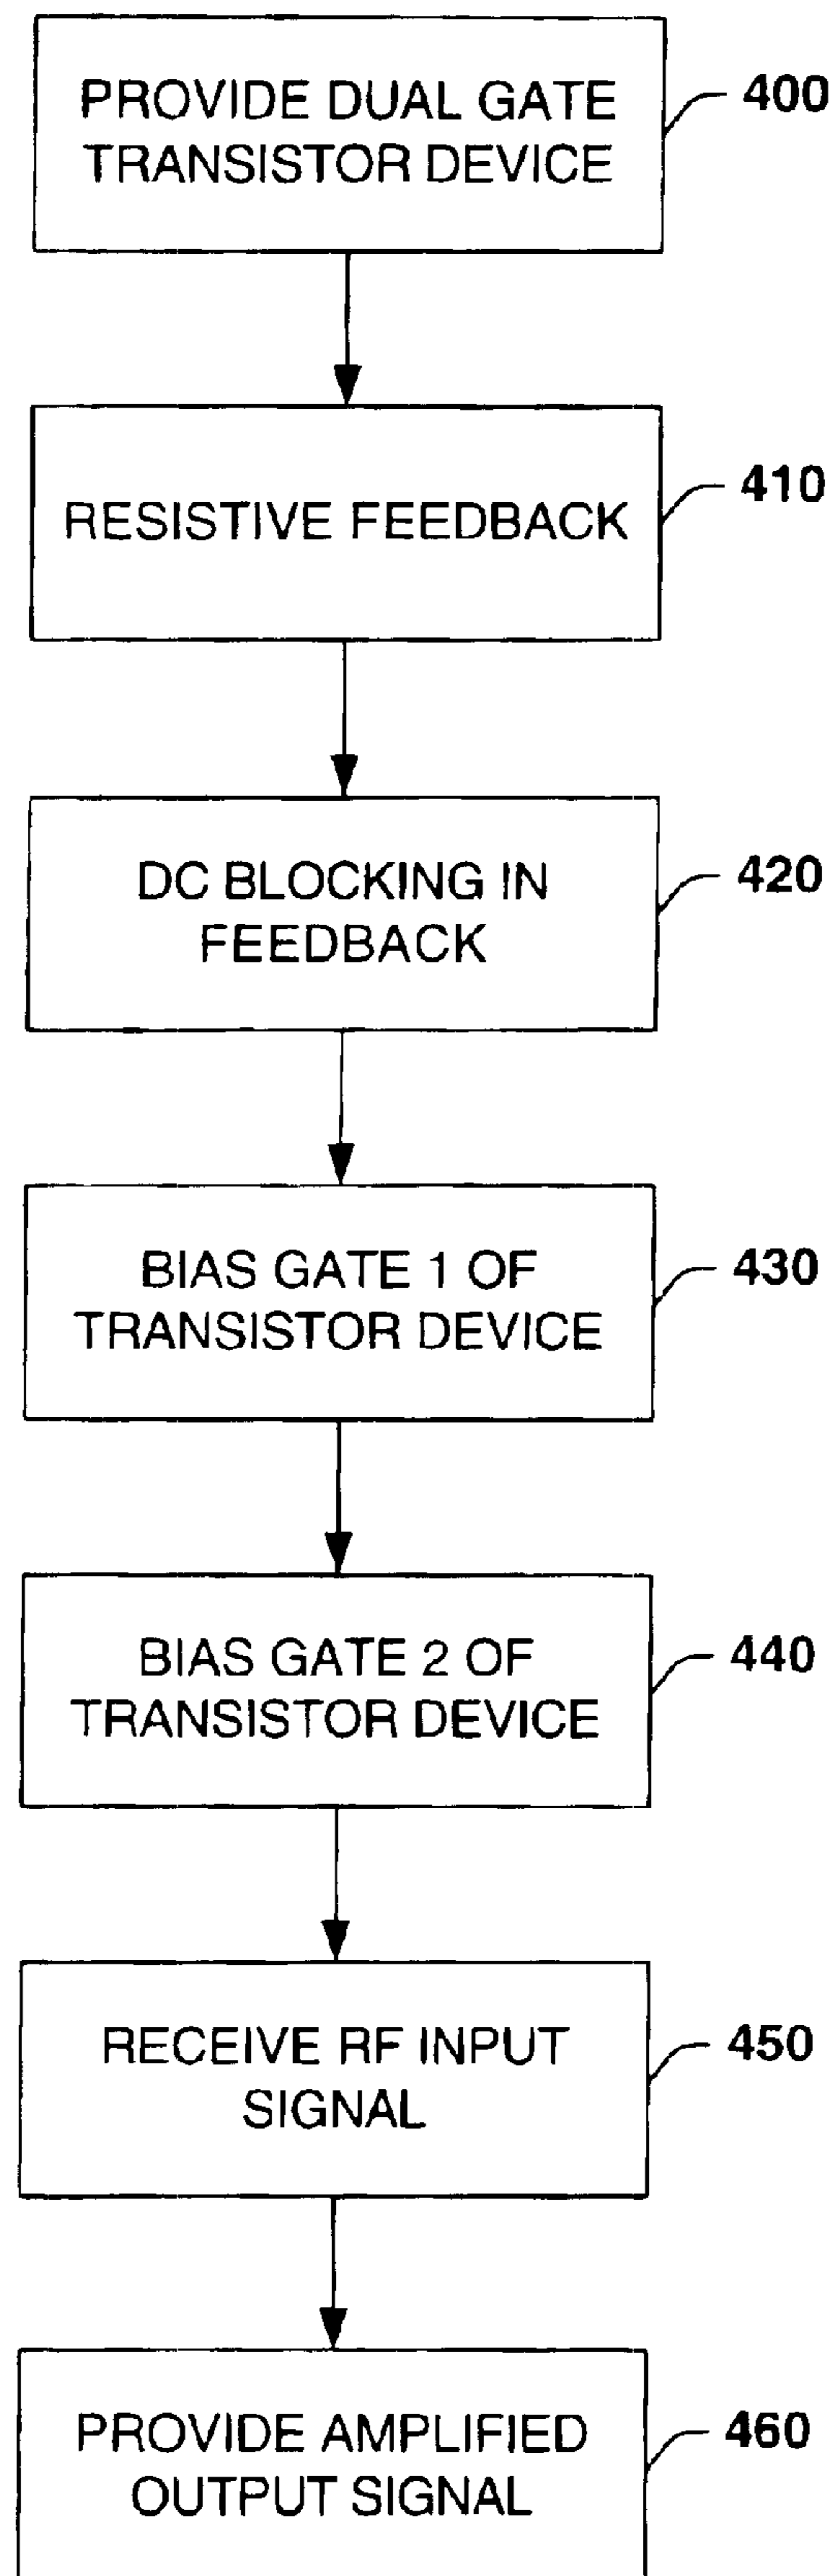 PROVIDE DUAL GATE
TRANSISTOR DEVICE
400
RESISTIVE FEEDBACK
410
DC BLOCKING IN
FEEDBACK
420
BIAS GATE 1 OF
TRANSISTOR DEVICE
430
BIAS GATE 2 OF
TRANSISTOR DEVICE
440
RECEIVE RF INPUT
SIGNAL
450
PROVIDE AMPLIFIED
OUTPUT SIGNAL
460